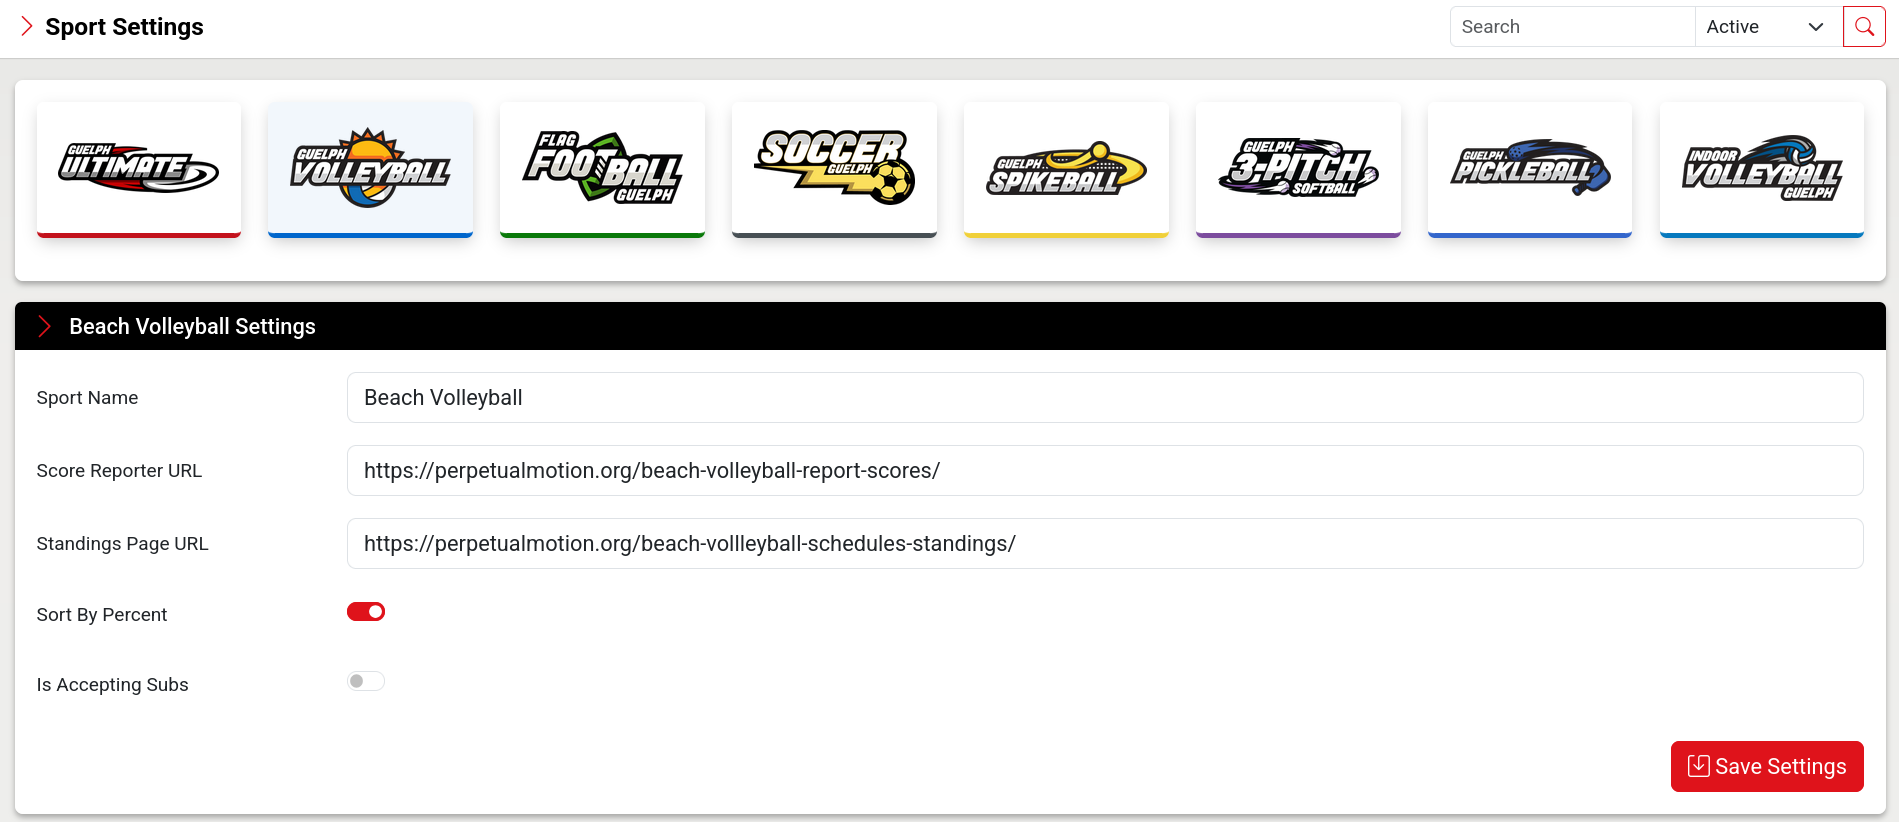 Sport Settings
Search
Active
GUELPH
ULTIMATE
GUELPH
VOLLEYBALL
FLAG
FOOTBALL
GUELPH
SOCCER
GUELPH
GUELPH
SPIKEBALL
GUELPH
3-PITCH
SOFTBALL
GUELPH
PICKLEBALL
INDOOR
VOLLEYBALL
GUELPH
Beach Volleyball Settings
Sport Name
Beach Volleyball
Score Reporter URL
https://perpetualmotion.org/beach-volleyball-report-scores/
Standings Page URL
https://perpetualmotion.org/beach-vollleyball-schedules-standings/
Sort By Percent
Is Accepting Subs
Save Settings